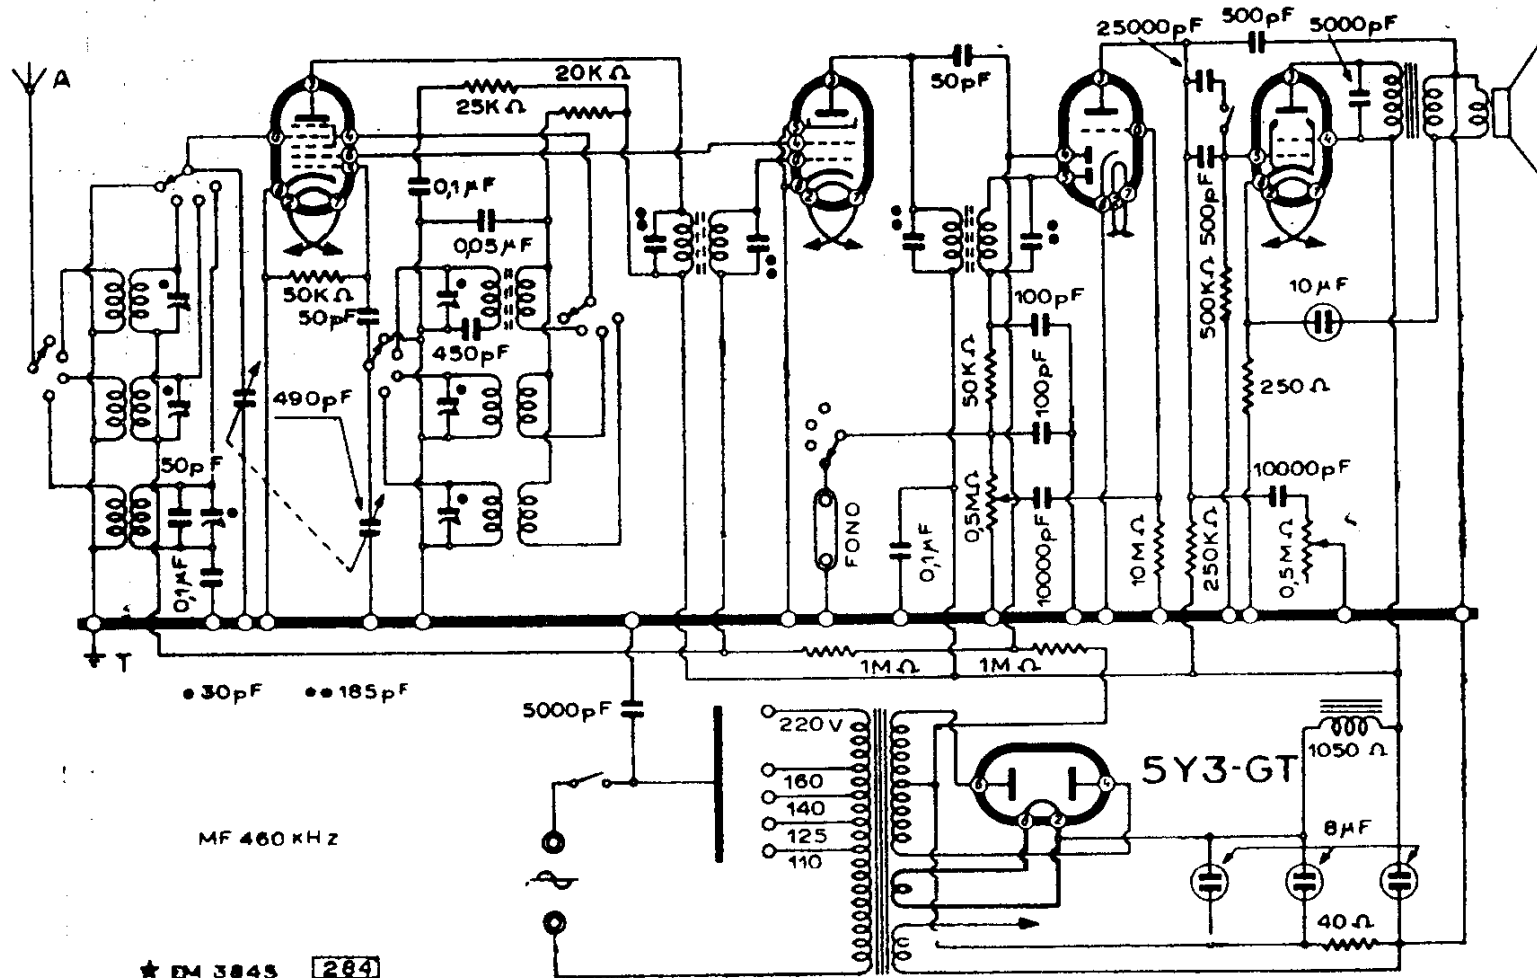 25000pF
500pF
5000pF
A
20KΩ
25KΩ
50pF
0,1µF
0,05µF
500pF
50KΩ
50pF
100pF
500KΩ
10µF
450pF
490pF
50KΩ
100pF
250Ω
50pF
10000pF
0,5MΩ
FONO
0,1µF
10000pF
10MΩ
250KΩ
0,5MΩ
0,1µF
T
1MΩ
1MΩ
• 30pF
•• 185pF
5000pF
220V
160
140
125
110
5Y3-GT
1050Ω
8µF
MF 460 KHz
40Ω
★ EM 3845
284